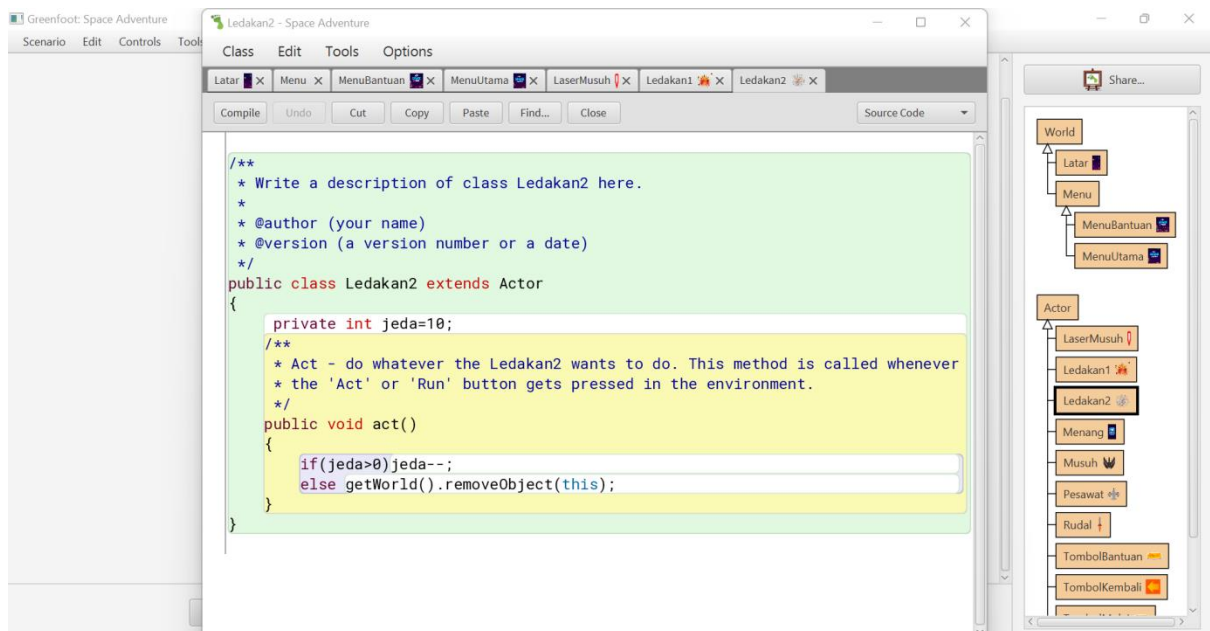 Greenfoot: Space Adventure
Scenario Edit Controls Tools
Ledakan2 - Space Adventure
Class Edit Tools Options
Latar X Menu X MenuBantuan X MenuUtama X LaserMusuh X Ledakan1 X Ledakan2 X
Compile Undo Cut Copy Paste Find... Close Source Code
/**
* Write a description of class Ledakan2 here.
*
* @author (your name)
* @version (a version number or a date)
*/
public class Ledakan2 extends Actor
{
private int jeda=10;
/**
* Act - do whatever the Ledakan2 wants to do. This method is called whenever
* the 'Act' or 'Run' button gets pressed in the environment.
*/
public void act()
{
if(jeda>0)jeda--;
else getWorld().removeObject(this);
}
}
Share...
World
Latar
Menu
MenuBantuan
MenuUtama
Actor
LaserMusuh
Ledakan1
Ledakan2
Menang
Musuh
Pesawat
Rudal
TombolBantuan
TombolKembali